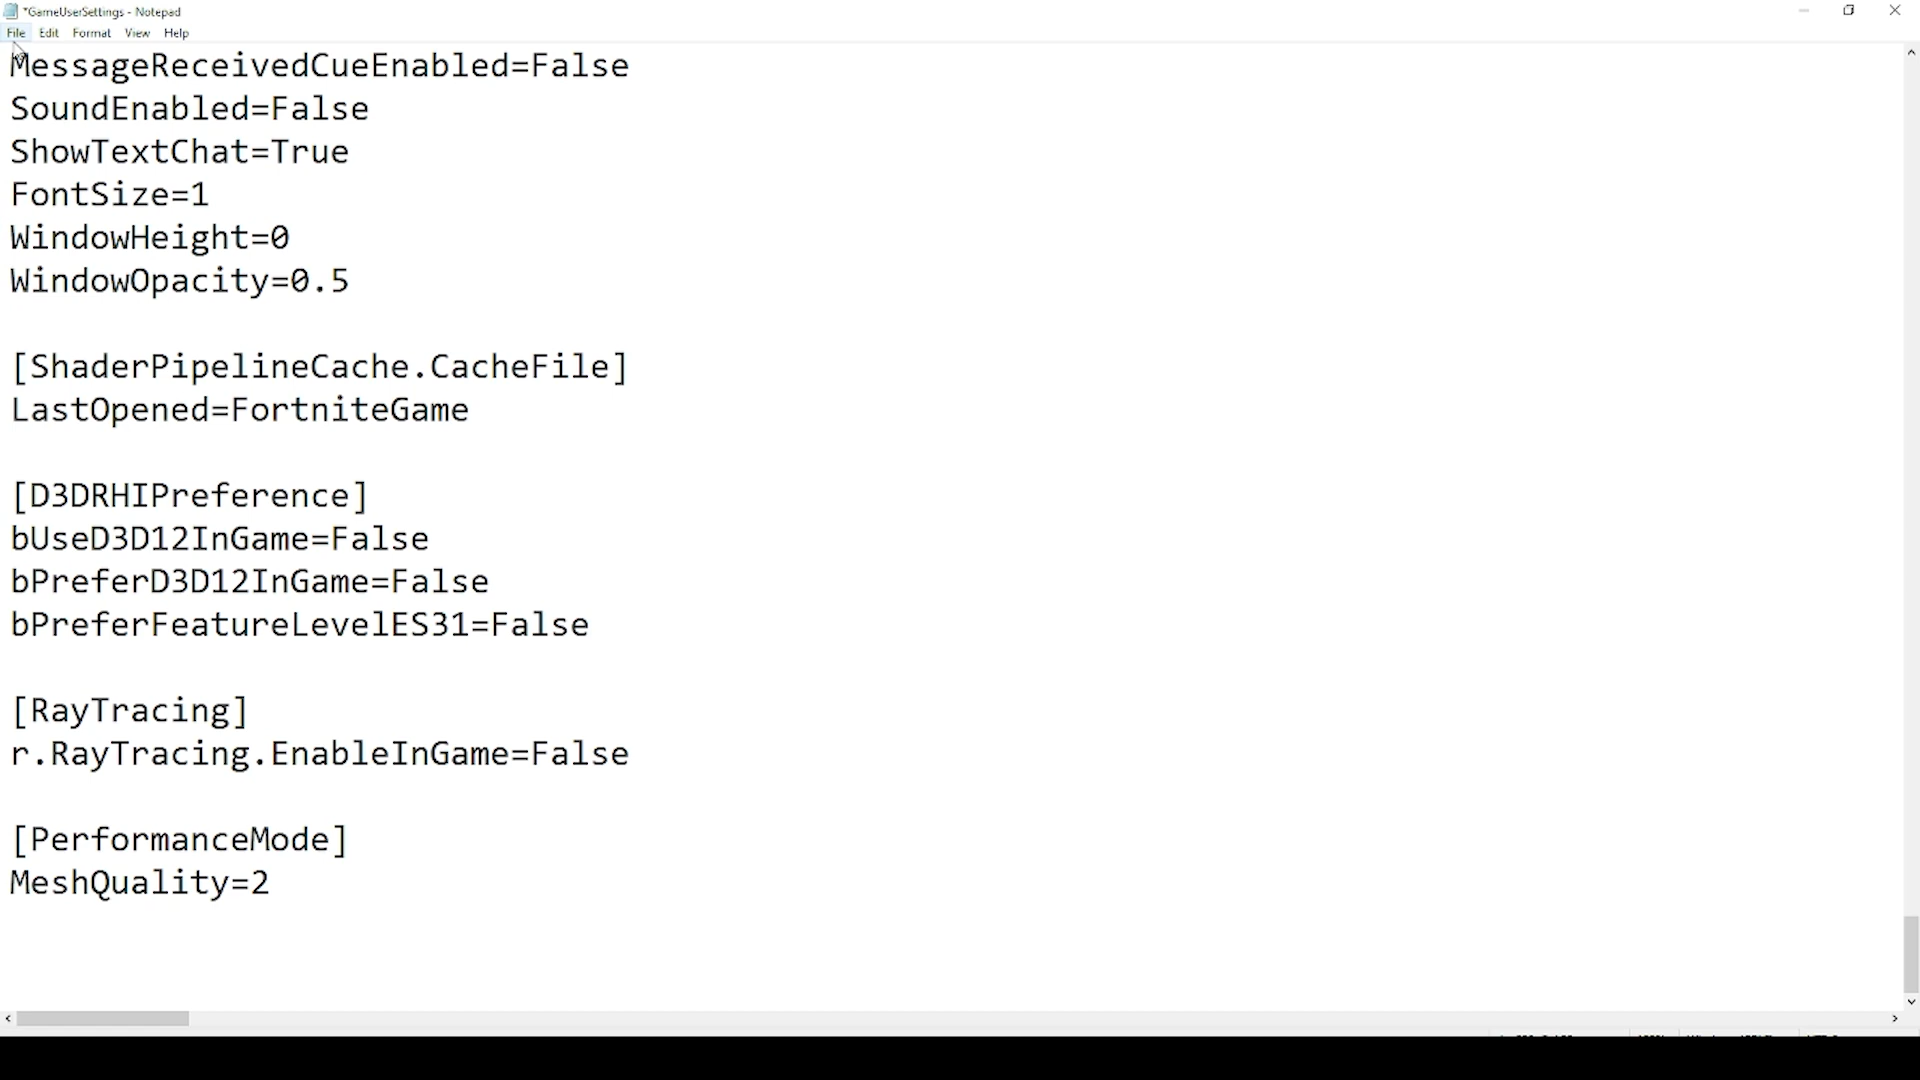 *GameUserSettings - Notepad
File Edit Format View Help
MessageReceivedCueEnabled=False
SoundEnabled=False
ShowTextChat=True
FontSize=1
WindowHeight=0
WindowOpacity=0.5
[ShaderPipelineCache.CacheFile]
LastOpened=FortniteGame
[D3DRHIPreference]
bUseD3D12InGame=False
bPreferD3D12InGame=False
bPreferFeatureLevelES31=False
[RayTracing]
r.RayTracing.EnableInGame=False
[PerformanceMode]
MeshQuality=2